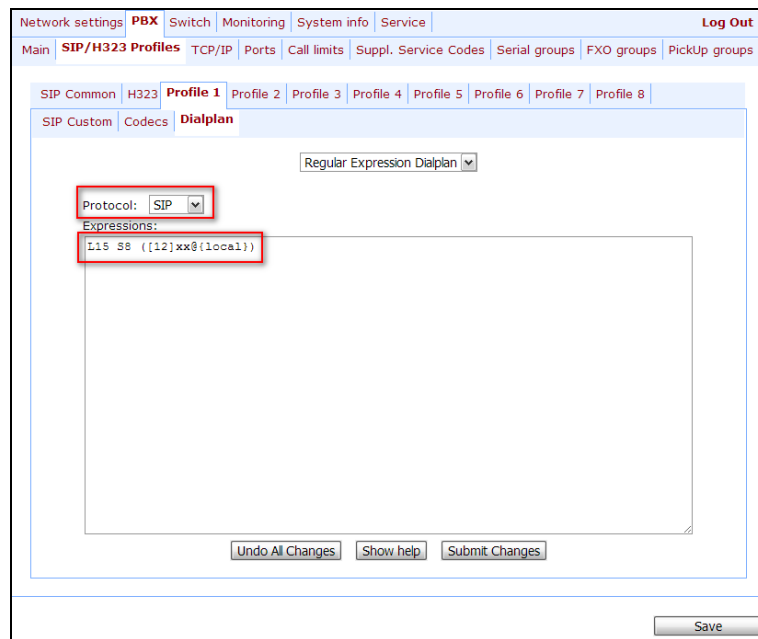 Network settings PBX Switch Monitoring System info Service Log Out
Main SIP/H323 Profiles TCP/IP Ports Call limits Suppl. Service Codes Serial groups FXO groups PickUp groups
SIP Common H323 Profile 1 Profile 2 Profile 3 Profile 4 Profile 5 Profile 6 Profile 7 Profile 8
SIP Custom Codecs Dialplan
Regular Expression Dialplan
Protocol: SIP
Expressions:
L15 S8 ([12]xx@{local})
Undo All Changes Show help Submit Changes
Save